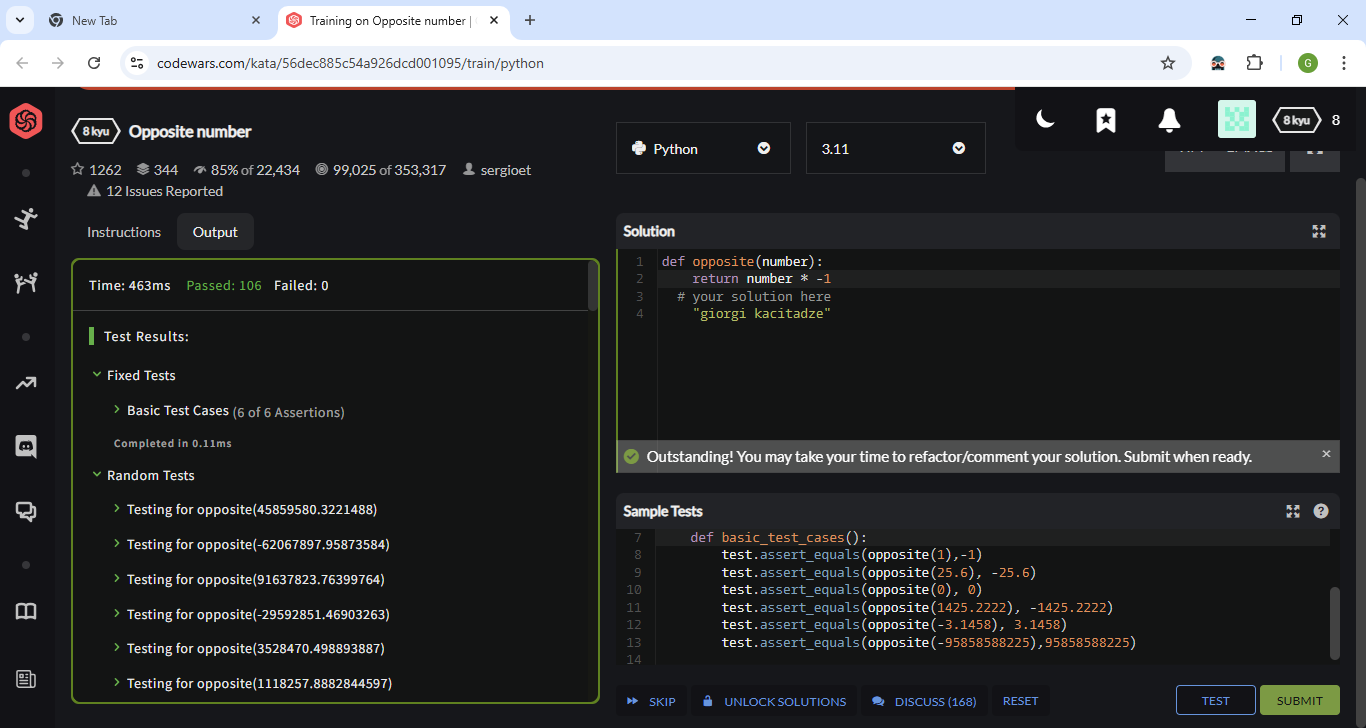 New Tab
Training on Opposite number |
codewars.com/kata/56dec885c54a926dcd001095/train/python
G
8 kyu
Opposite number
1262 344 85% of 22,434 99,025 of 353,317 sergioet
12 Issues Reported
Python
3.11
8 kyu 8
Instructions
Output
Time: 463ms Passed: 106 Failed: 0
Test Results:
Fixed Tests
Basic Test Cases (6 of 6 Assertions)
Completed in 0.11ms
Random Tests
Testing for opposite(45859580.3221488)
Testing for opposite(-62067897.95873584)
Testing for opposite(91637823.76399764)
Testing for opposite(-29592851.46903263)
Testing for opposite(3528470.498893887)
Testing for opposite(1118257.8882844597)
Solution
1 def opposite(number):
2 return number * -1
3 # your solution here
4 "giorgi kacitadze"
Outstanding! You may take your time to refactor/comment your solution. Submit when ready.
Sample Tests
?
7 def basic_test_cases():
8 test.assert_equals(opposite(1),-1)
9 test.assert_equals(opposite(25.6), -25.6)
10 test.assert_equals(opposite(0), 0)
11 test.assert_equals(opposite(1425.2222), -1425.2222)
12 test.assert_equals(opposite(-3.1458), 3.1458)
13 test.assert_equals(opposite(-95858588225),95858588225)
14
SKIP
UNLOCK SOLUTIONS
DISCUSS (168)
RESET
TEST
SUBMIT